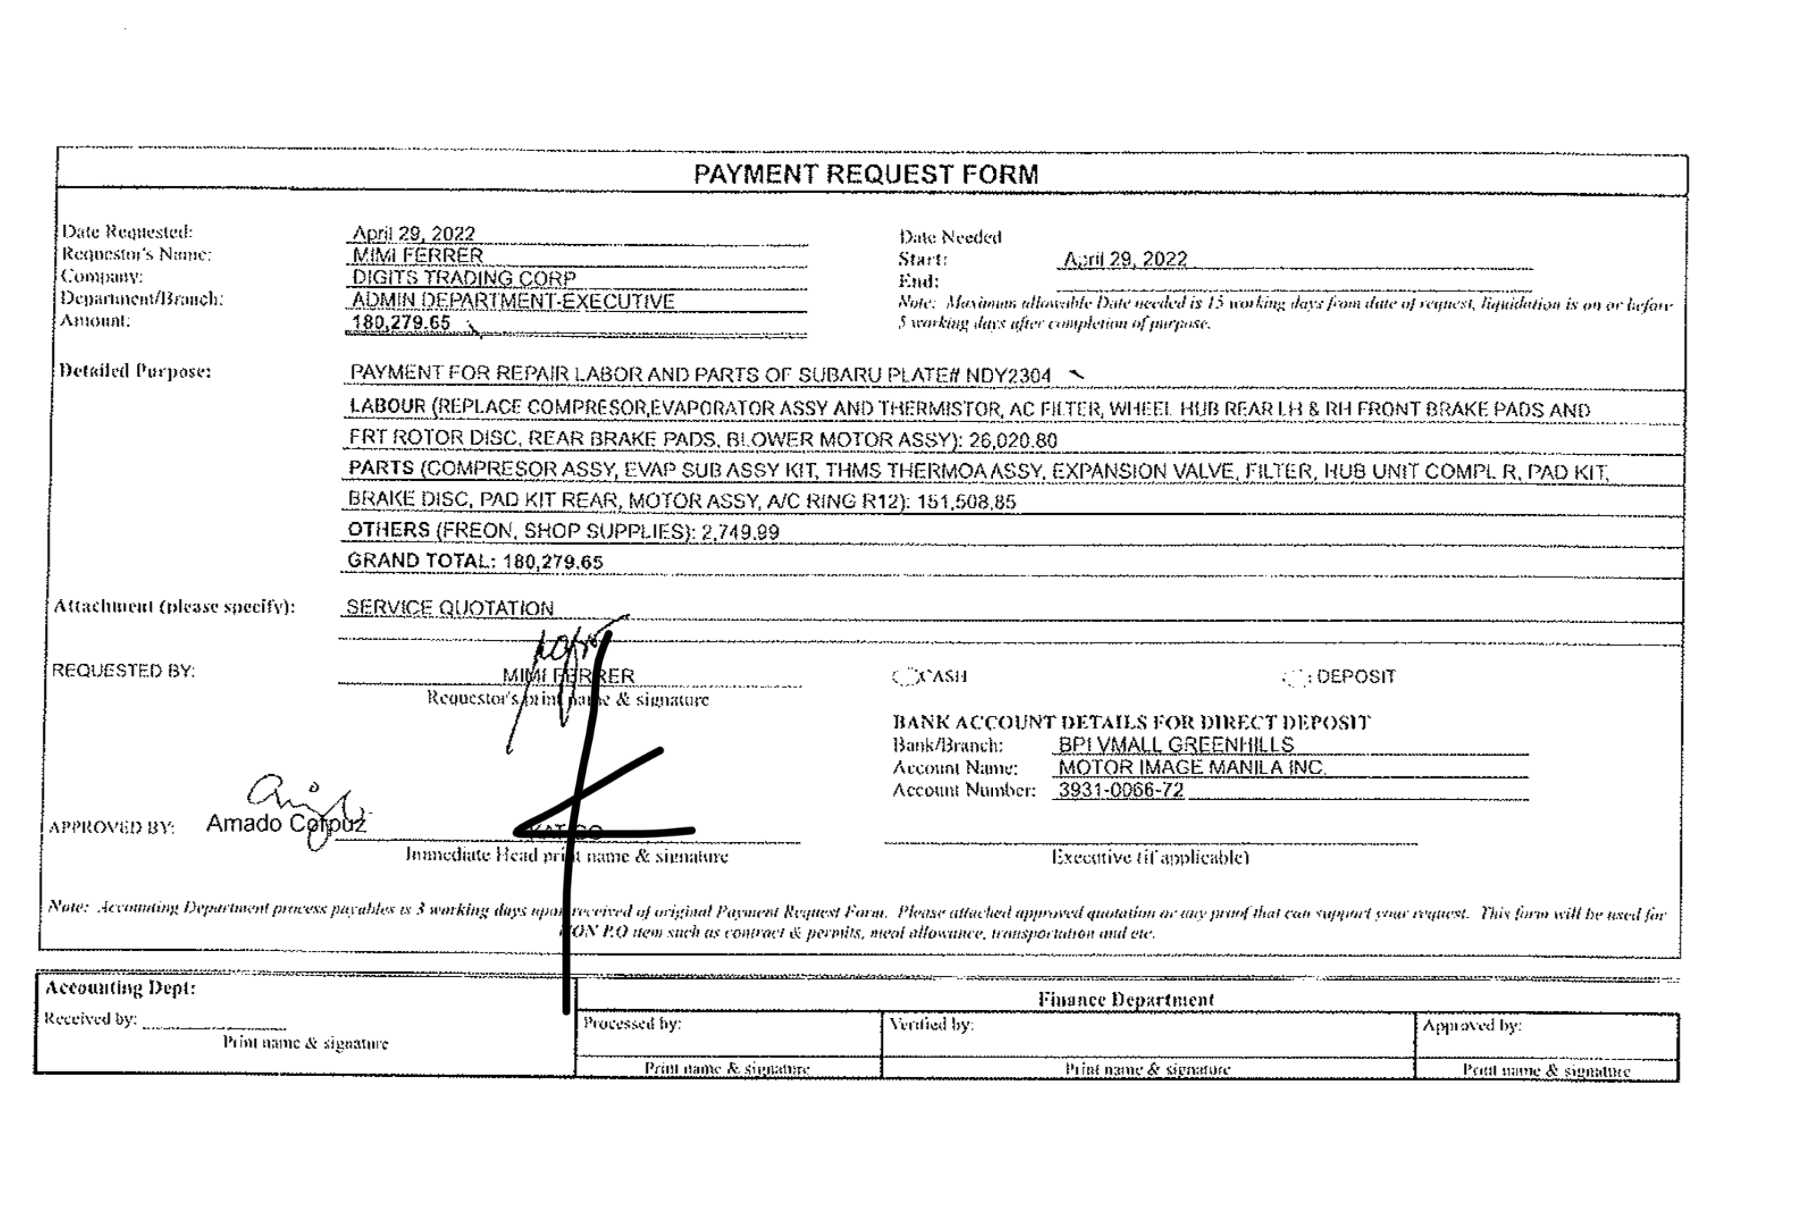 PAYMENT REQUEST FORM
Date Requested: April 29, 2022
Requestor's Name: MIMI FERRER
Company: DIGITS TRADING CORP
Department/Branch: ADMIN DEPARTMENT-EXECUTIVE
Amount: 180,279.65
Date Needed
Start: April 29, 2022
End:
Note: Maximum allowable Date needed is 15 working days from date of request, liquidation is on or before
5 working days after completion of purpose.
Detailed Purpose: PAYMENT FOR REPAIR LABOR AND PARTS OF SUBARU PLATE# NDY2304
LABOUR (REPLACE COMPRESOR,EVAPORATOR ASSY AND THERMISTOR, AC FILTER, WHEEL HUB REAR LH & RH FRONT BRAKE PADS AND
FRT ROTOR DISC, REAR BRAKE PADS, BLOWER MOTOR ASSY): 26,020.80
PARTS (COMPRESOR ASSY, EVAP SUB ASSY KIT, THMS THERMOA ASSY, EXPANSION VALVE, FILTER, HUB UNIT COMPL R, PAD KIT,
BRAKE DISC, PAD KIT REAR, MOTOR ASSY, A/C RING R12): 151,508.85
OTHERS (FREON, SHOP SUPPLIES): 2,749.99
GRAND TOTAL: 180,279.65
Attachment (please specify): SERVICE QUOTATION
REQUESTED BY: MIMI FERRER
Requestor's print name & signature
CASH
DEPOSIT
BANK ACCOUNT DETAILS FOR DIRECT DEPOSIT
Bank/Branch: BPI VMALL GREENHILLS
Account Name: MOTOR IMAGE MANILA INC.
Account Number: 3931-0066-72
APPROVED BY: Amado Corpuz KAT GO
Immediate Head print name & signature
Executive (if applicable)
Note: Accounting Department process payables is 3 working days upon received of original Payment Request Form. Please attached approved quotation or any proof that can support your request. This form will be used for
NON P.O item such as contract & permits, meal allowance, transportation and etc.
Accounting Dept:
Received by:
Print name & signature
Finance Department
Processed by:
Verified by:
Approved by:
Print name & signature
Print name & signature
Print name & signature